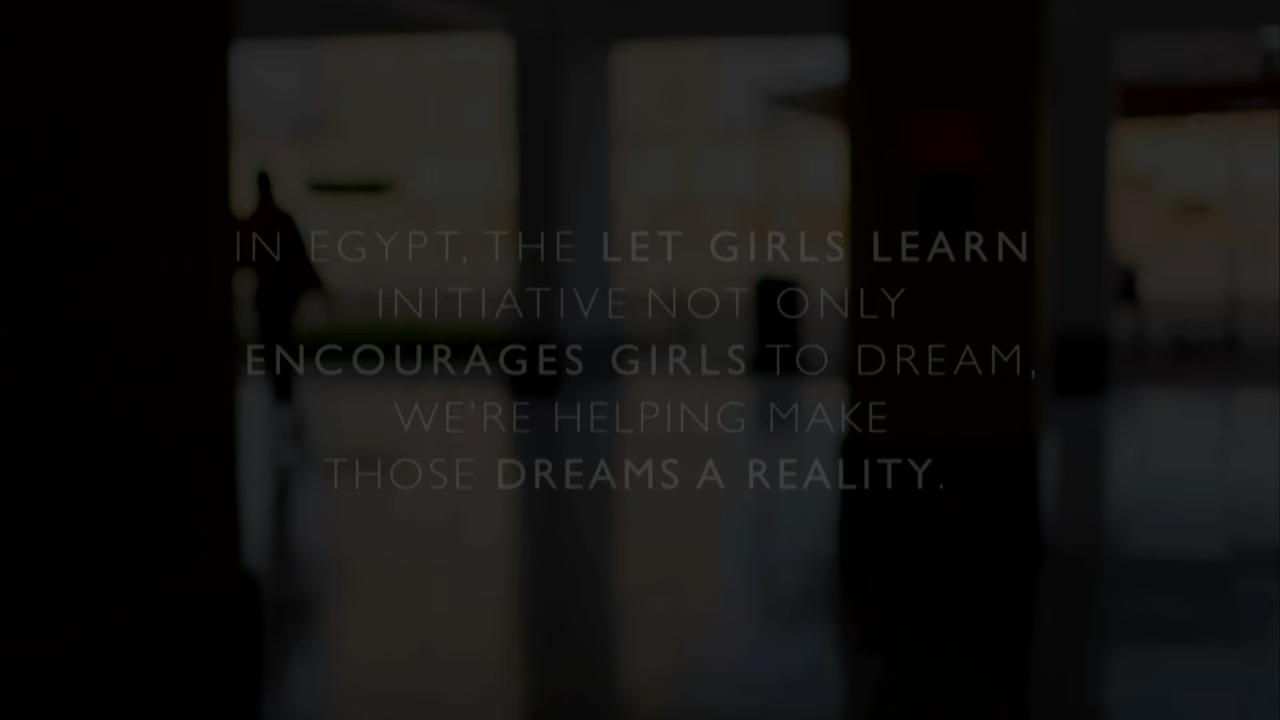 IN EGYPT, THE LET GIRLS LEARN
INITIATIVE NOT ONLY
ENCOURAGES GIRLS TO DREAM,
WE'RE HELPING MAKE
THOSE DREAMS A REALITY.